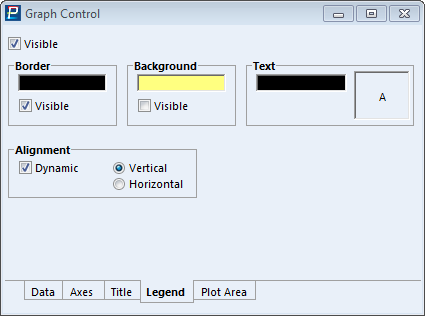 Graph Control
Visible
Border Background Text
Visible Visible A
Alignment
Dynamic Vertical
Horizontal
Data Axes Title Legend Plot Area